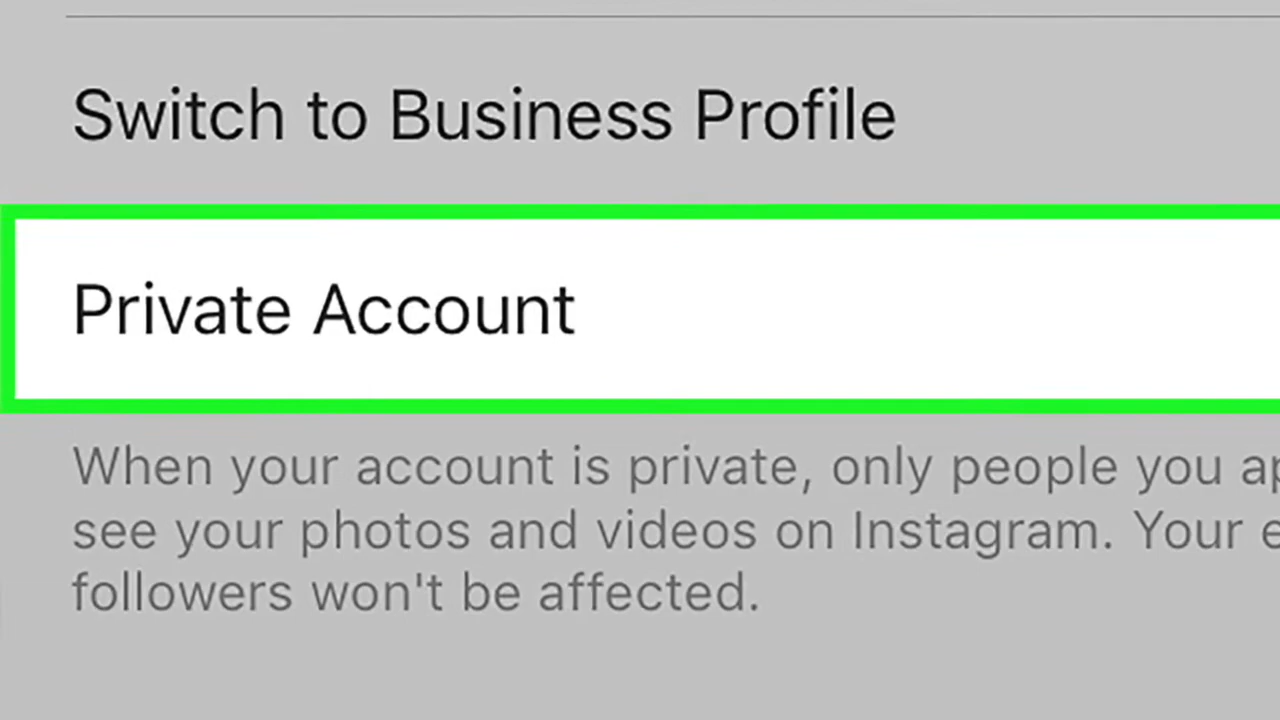 Switch to Business Profile
Private Account
When your account is private, only people you
see your photos and videos on Instagram. Your
followers won't be affected.